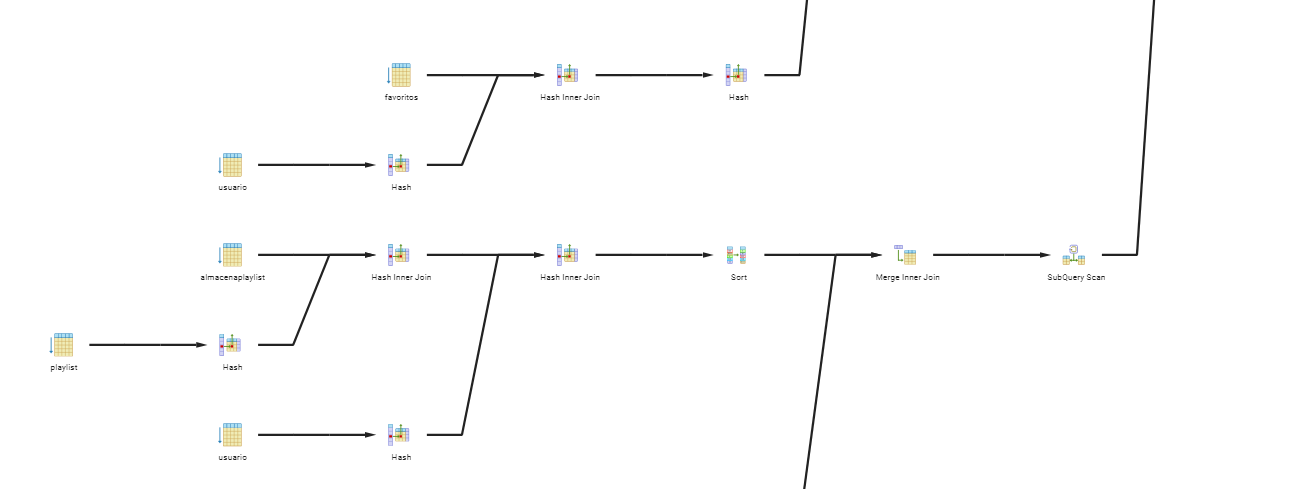 favoritos
Hash Inner Join
Hash
usuario
Hash
almacenaplaylist
Hash Inner Join
Hash Inner Join
Sort
Merge Inner Join
SubQuery Scan
playlist
Hash
usuario
Hash